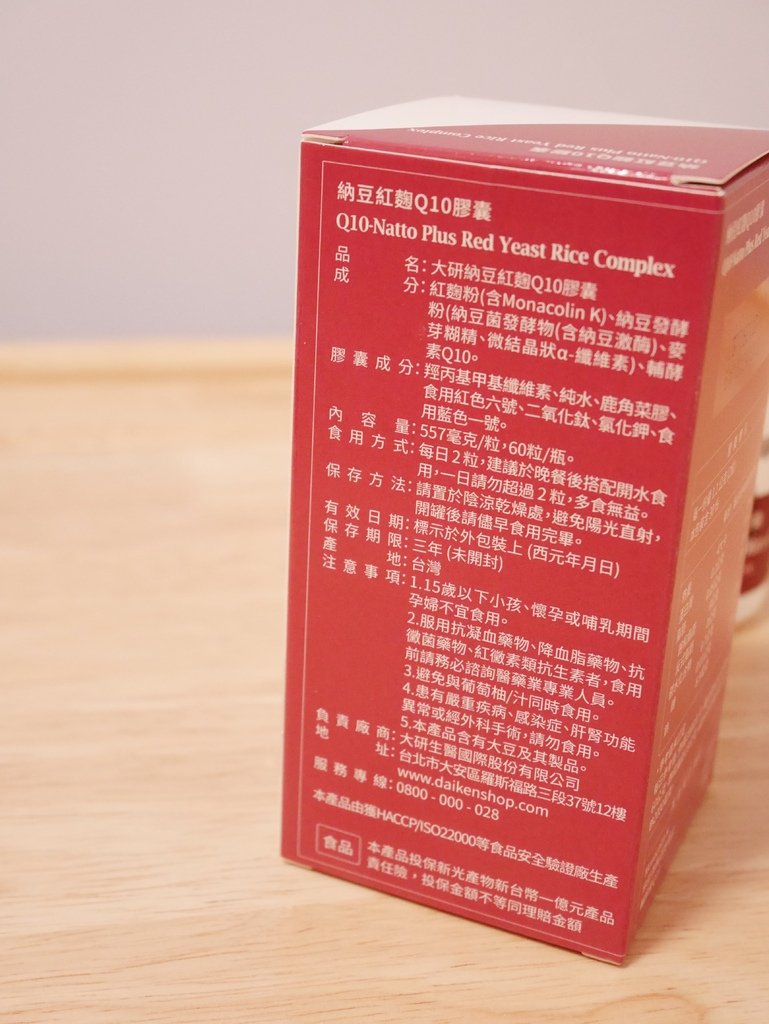 納豆紅麴Q10膠囊
Q10-Natto Plus Red Yeast Rice Complex
品名：大研納豆紅麴Q10膠囊
成分：紅麴粉(含Monacolin K)、納豆發酵
粉(納豆菌發酵物(含納豆激酶)、麥
芽糊精、微結晶狀α-纖維素)、輔酵
素Q10。
膠囊成分：羥丙基甲基纖維素、純水、鹿角菜膠、
食用紅色六號、二氧化鈦、氯化鉀、食
用藍色一號。
內容量：557毫克/粒，60粒/瓶。
食用方式：每日2粒，建議於晚餐後搭配開水食
用，一日請勿超過2粒，多食無益。
保存方法：請置於陰涼乾燥處，避免陽光直射，
開罐後請儘早食用完畢。
有效日期：標示於外包裝上 (西元年月日)
保存期限：三年 (未開封)
產地：台灣
注意事項：1.15歲以下小孩、懷孕或哺乳期間
孕婦不宜食用。
2.服用抗凝血藥物、降血脂藥物、抗
黴菌藥物、紅黴素類抗生素者，食用
前請務必諮詢醫藥業專業人員。
3.避免與葡萄柚/汁同時食用。
4.患有嚴重疾病、感染症、肝腎功能
異常或經外科手術，請勿食用。
5.本產品含有大豆及其製品。
負責廠商：大研生醫國際股份有限公司
地址：台北市大安區羅斯福路三段37號12樓
www.daikenshop.com
服務專線：0800 - 000 - 028
本產品由獲HACCP/ISO22000等食品安全驗證廠生產
食品
本產品投保新光產物新台幣一億元產品
責任險，投保金額不等同理賠金額